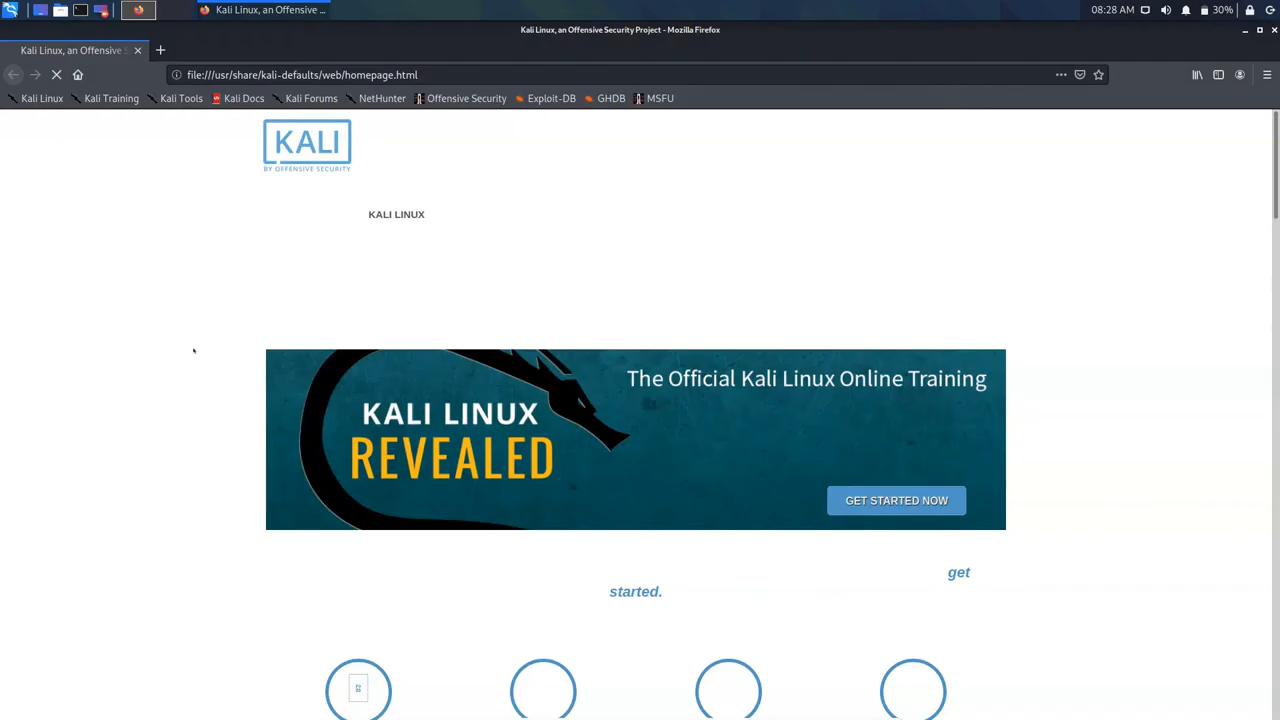 Kali Linux, an Offensive ...
08:28 AM
30%
Kali Linux, an Offensive Security Project - Mozilla Firefox
Kali Linux, an Offensive S
file:///usr/share/kali-defaults/web/homepage.html
Kali Linux
Kali Training
Kali Tools
Kali Docs
Kali Forums
NetHunter
Offensive Security
Exploit-DB
GHDB
MSFU
KALI
BY OFFENSIVE SECURITY
KALI LINUX
The Official Kali Linux Online Training
KALI LINUX
REVEALED
GET STARTED NOW
get
started.